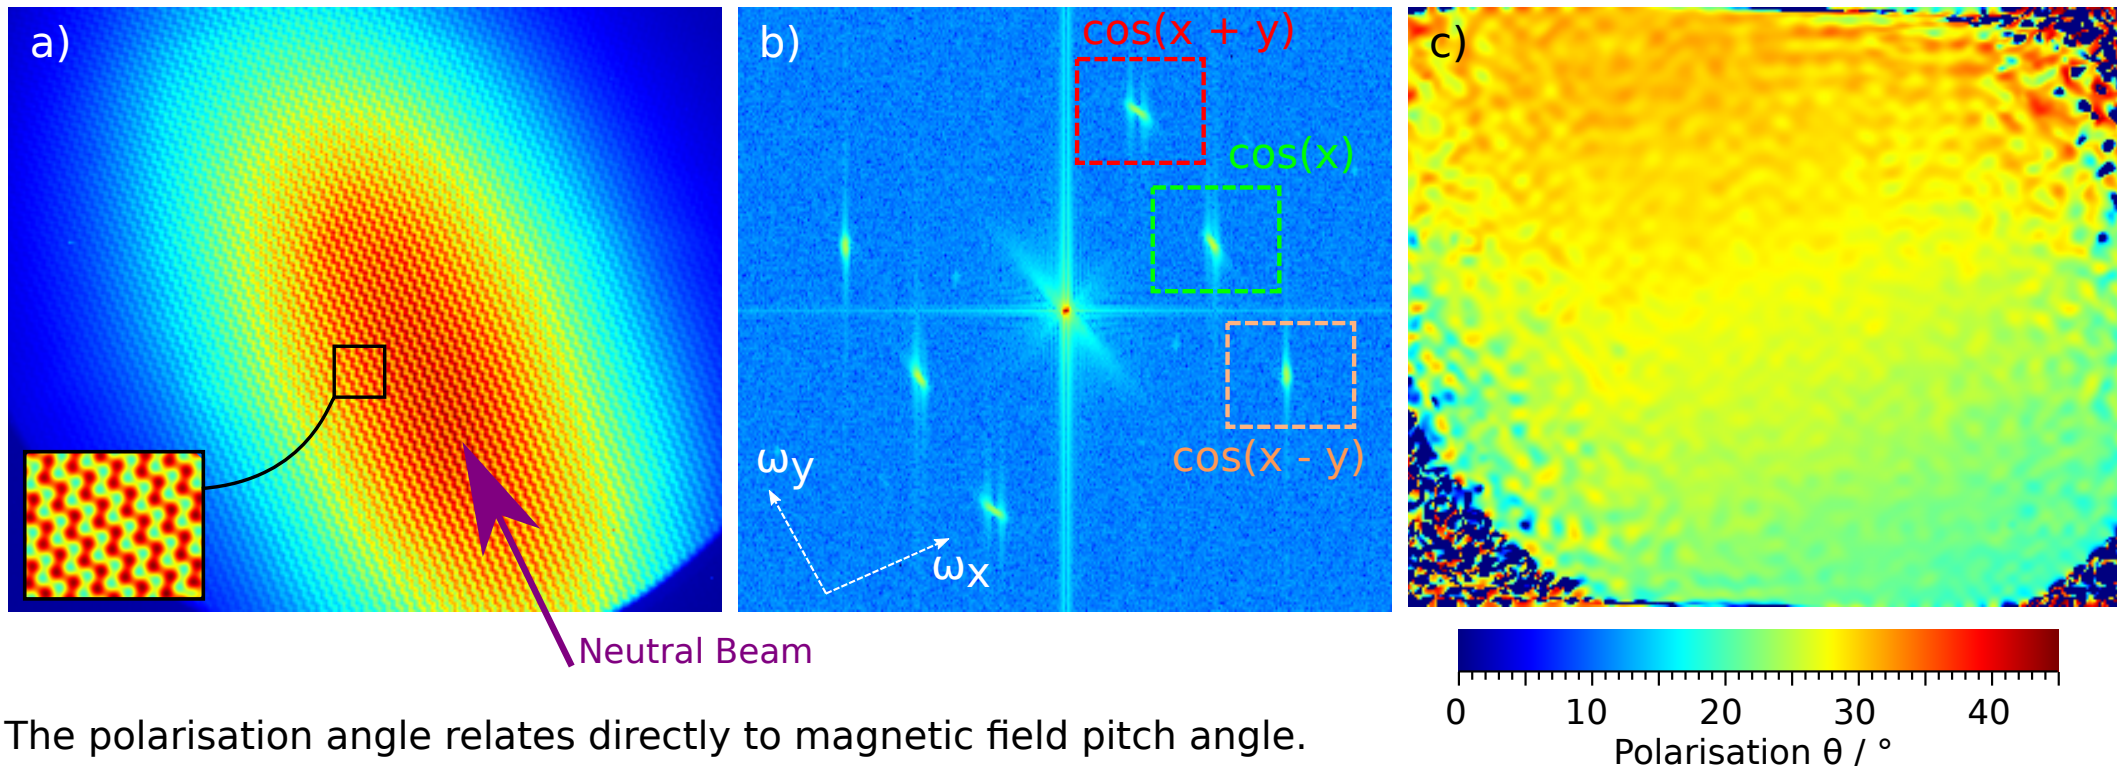 a)
Neutral Beam
b)
cos(x + y)
cos(x)
cos(x - y)
ωy
ωx
c)
0 10 20 30 40
Polarisation θ / °
The polarisation angle relates directly to magnetic field pitch angle.